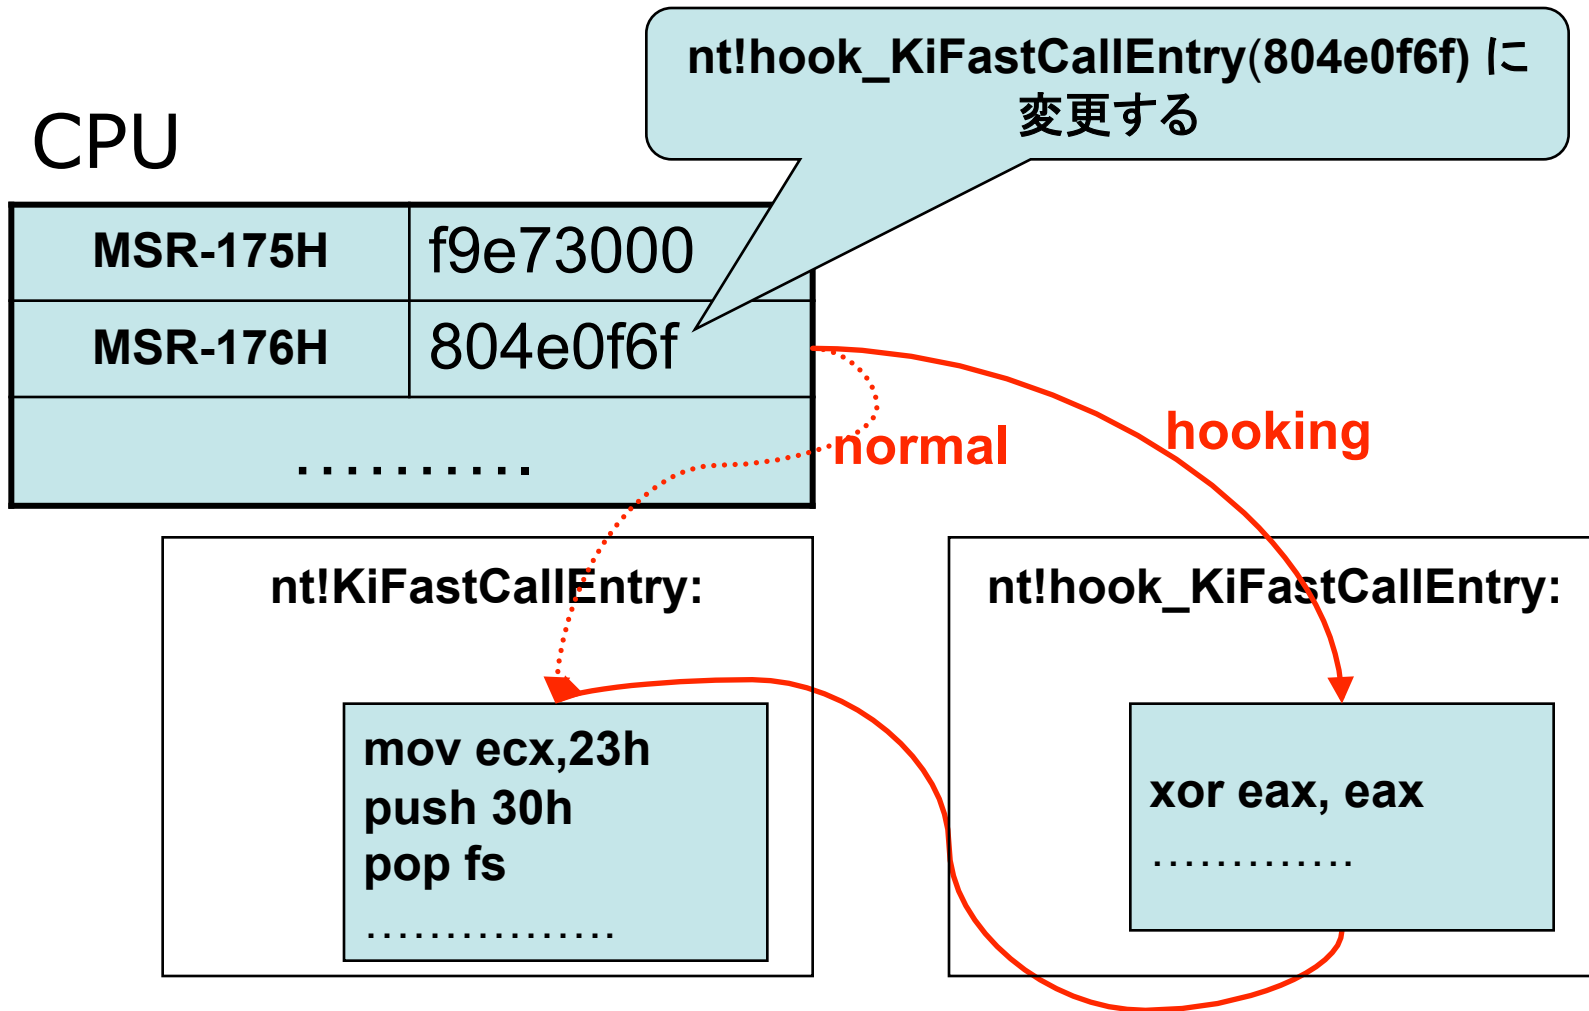 nt!hook_KiFastCallEntry(804e0f6f) に
変更する
CPU
MSR-175H f9e73000
MSR-176H 804e0f6f
..........
normal
hooking
nt!KiFastCallEntry:
nt!hook_KiFastCallEntry:
mov ecx,23h
push 30h
pop fs
................
xor eax, eax
.............